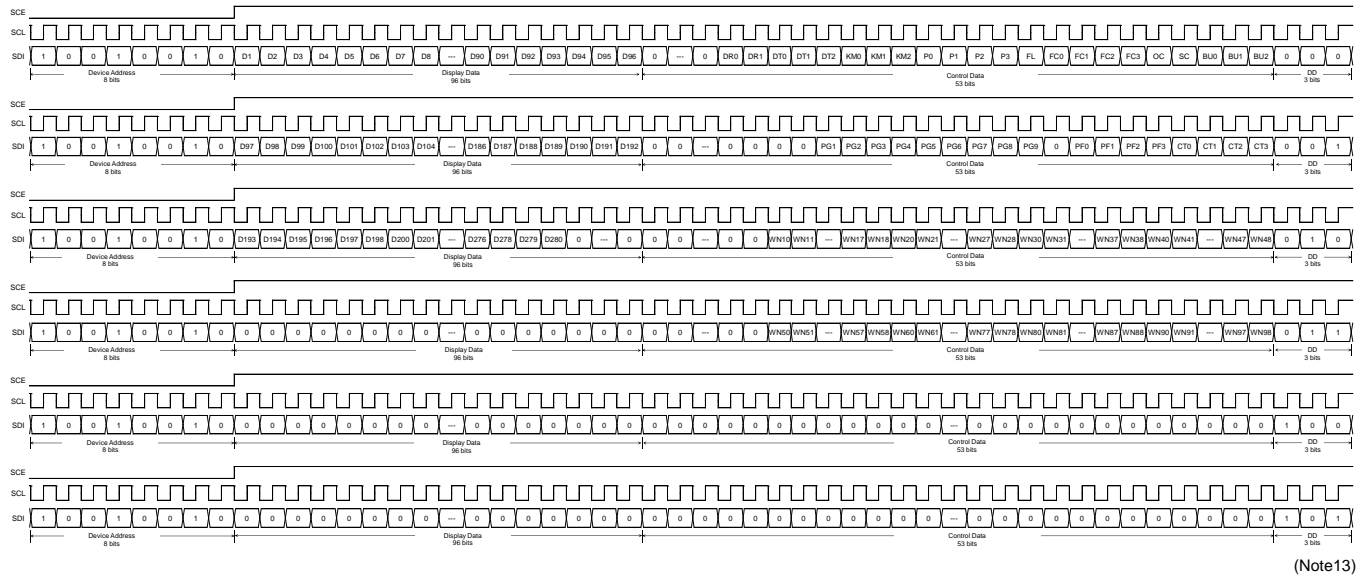 SCE
SCL
SDI 1 0 0 1 0 0 1 0 D1 D2 D3 D4 D5 D6 D7 D8 --- D90 D91 D92 D93 D94 D95 D96 0 --- 0 DR0 DR1 DT0 DT1 DT2 KM0 KM1 KM2 P0 P1 P2 P3 FL FC0 FC1 FC2 FC3 OC SC BU0 BU1 BU2 0 0 0
Device Address Display Data Control Data DD
8 bits 96 bits 53 bits 3 bits
SCE
SCL
SDI 1 0 0 1 0 0 1 0 D97 D98 D99 D100 D101 D102 D103 D104 --- D186 D187 D188 D189 D190 D191 D192 0 0 --- 0 0 0 0 PG1 PG2 PG3 PG4 PG5 PG6 PG7 PG8 PG9 0 PF0 PF1 PF2 PF3 CT0 CT1 CT2 CT3 0 0 1
Device Address Display Data Control Data DD
8 bits 96 bits 53 bits 3 bits
SCE
SCL
SDI 1 0 0 1 0 0 1 0 D193 D194 D195 D196 D197 D198 D200 D201 --- D276 D278 D279 D280 0 --- 0 0 0 --- 0 0 WN10 WN11 --- WN17 WN18 WN20 WN21 --- WN27 WN28 WN30 WN31 --- WN37 WN38 WN40 WN41 --- WN47 WN48 0 1 0
Device Address Display Data Control Data DD
8 bits 96 bits 53 bits 3 bits
SCE
SCL
SDI 1 0 0 1 0 0 1 0 0 0 0 0 0 0 0 0 --- 0 0 0 0 0 0 0 0 0 --- 0 0 WN50 WN51 --- WN57 WN58 WN60 WN61 --- WN77 WN78 WN80 WN81 --- WN87 WN88 WN90 WN91 --- WN97 WN98 0 1 1
Device Address Display Data Control Data DD
8 bits 96 bits 53 bits 3 bits
SCE
SCL
SDI 1 0 0 1 0 0 1 0 0 0 0 0 0 0 0 0 --- 0 0 0 0 0 0 0 0 0 0 0 0 0 0 0 0 0 0 0 --- 0 0 0 0 0 0 0 0 0 0 0 0 1 0 0
Device Address Display Data Control Data DD
8 bits 96 bits 53 bits 3 bits
SCE
SCL
SDI 1 0 0 1 0 0 1 0 0 0 0 0 0 0 0 0 --- 0 0 0 0 0 0 0 0 0 0 0 0 0 0 0 0 0 0 0 --- 0 0 0 0 0 0 0 0 0 0 0 0 1 0 1
Device Address Display Data Control Data DD
8 bits 96 bits 53 bits 3 bits
(Note13)